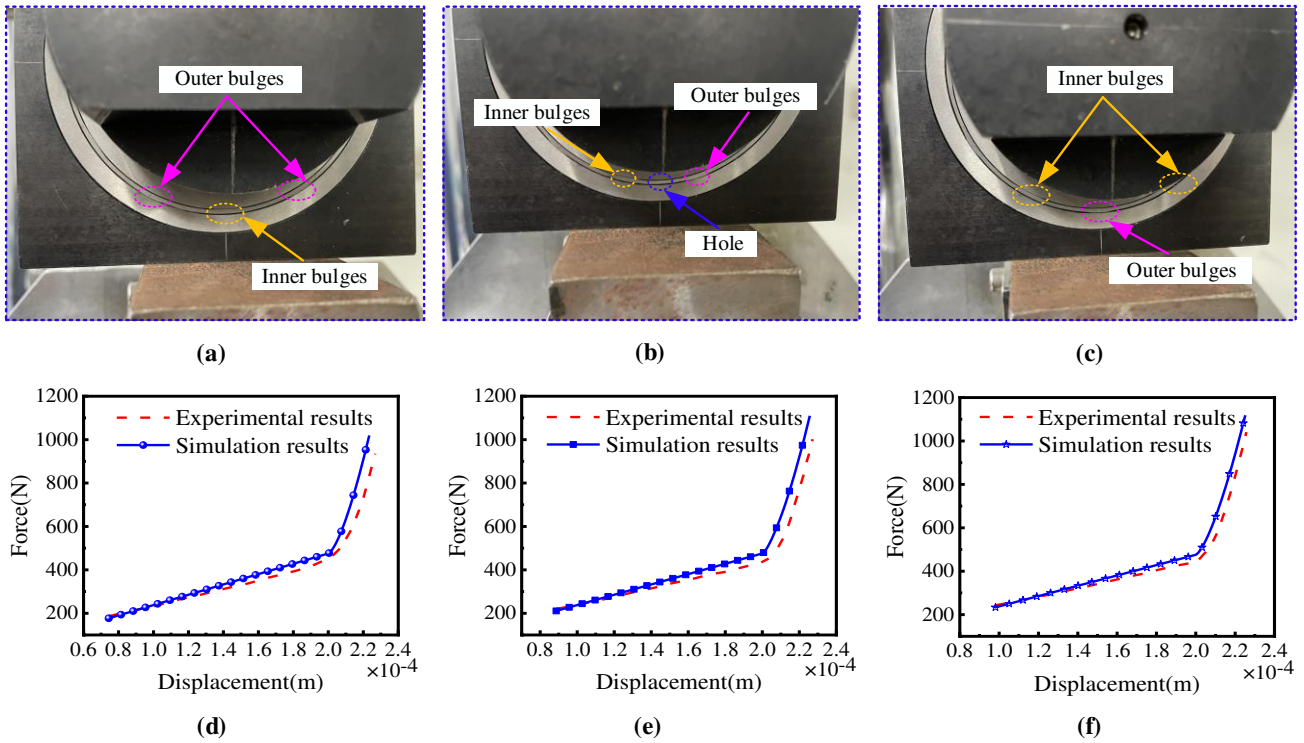 Outer bulges
Inner bulges
(a)
Inner bulges
Outer bulges
Hole
(b)
Inner bulges
Outer bulges
(c)
1200
1000
800
600
400
200
Force(N)
Experimental results
Simulation results
0.6 0.8 1.0 1.2 1.4 1.6 1.8 2.0 2.2 2.4
×10⁻⁴
Displacement(m)
(d)
1200
1000
800
600
400
200
Force(N)
Experimental results
Simulation results
0.8 1.0 1.2 1.4 1.6 1.8 2.0 2.2 2.4
×10⁻⁴
Displacement(m)
(e)
1200
1000
800
600
400
200
Force(N)
Experimental results
Simulation results
0.8 1.0 1.2 1.4 1.6 1.8 2.0 2.2 2.4
×10⁻⁴
Displacement(m)
(f)